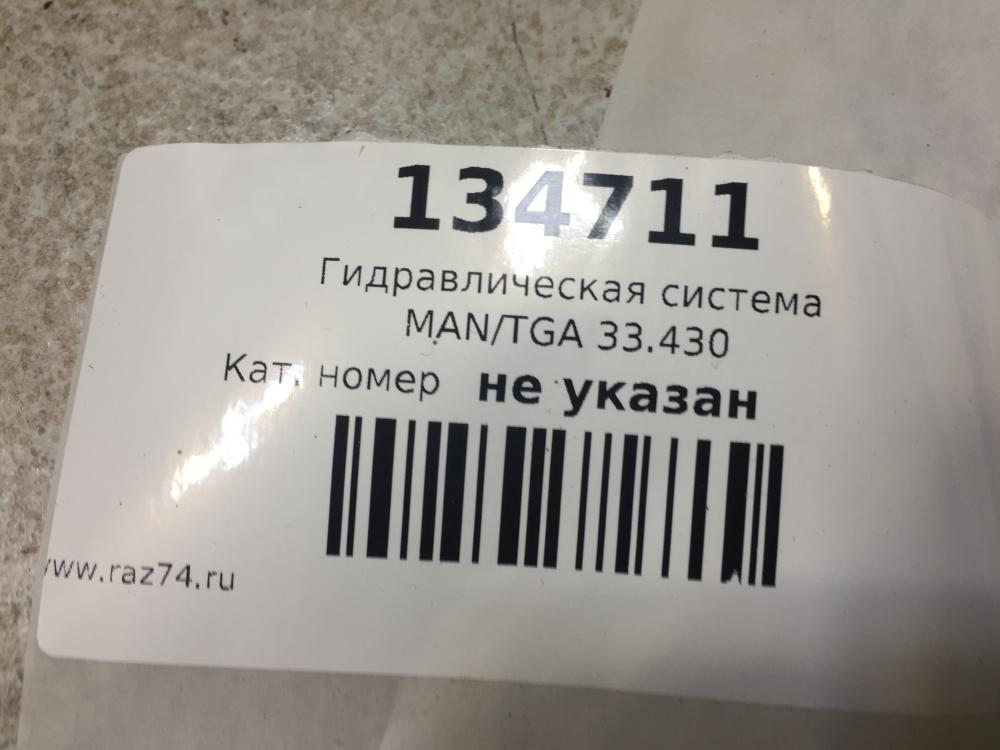 134711
Гидравлическая система
MAN/TGA 33.430
Кат. номер не указан
www.raz74.ru